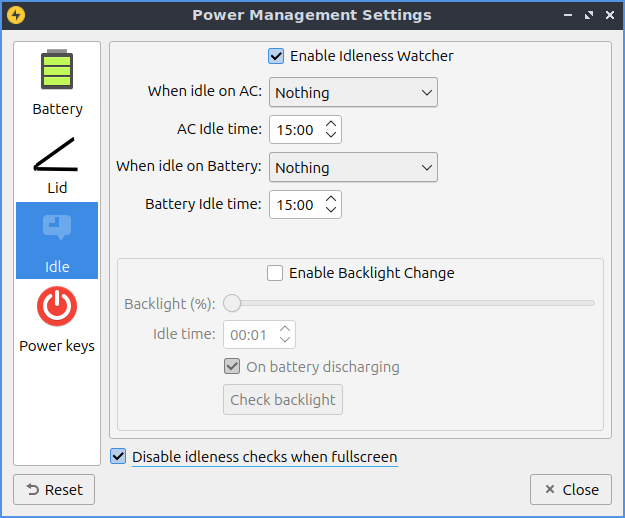 Power Management Settings
Battery
Lid
Idle
Power keys
Enable Idleness Watcher
When idle on AC: Nothing
AC Idle time: 15:00
When idle on Battery: Nothing
Battery Idle time: 15:00
Enable Backlight Change
Backlight (%):
Idle time: 00:01
On battery discharging
Check backlight
Disable idleness checks when fullscreen
Reset
Close